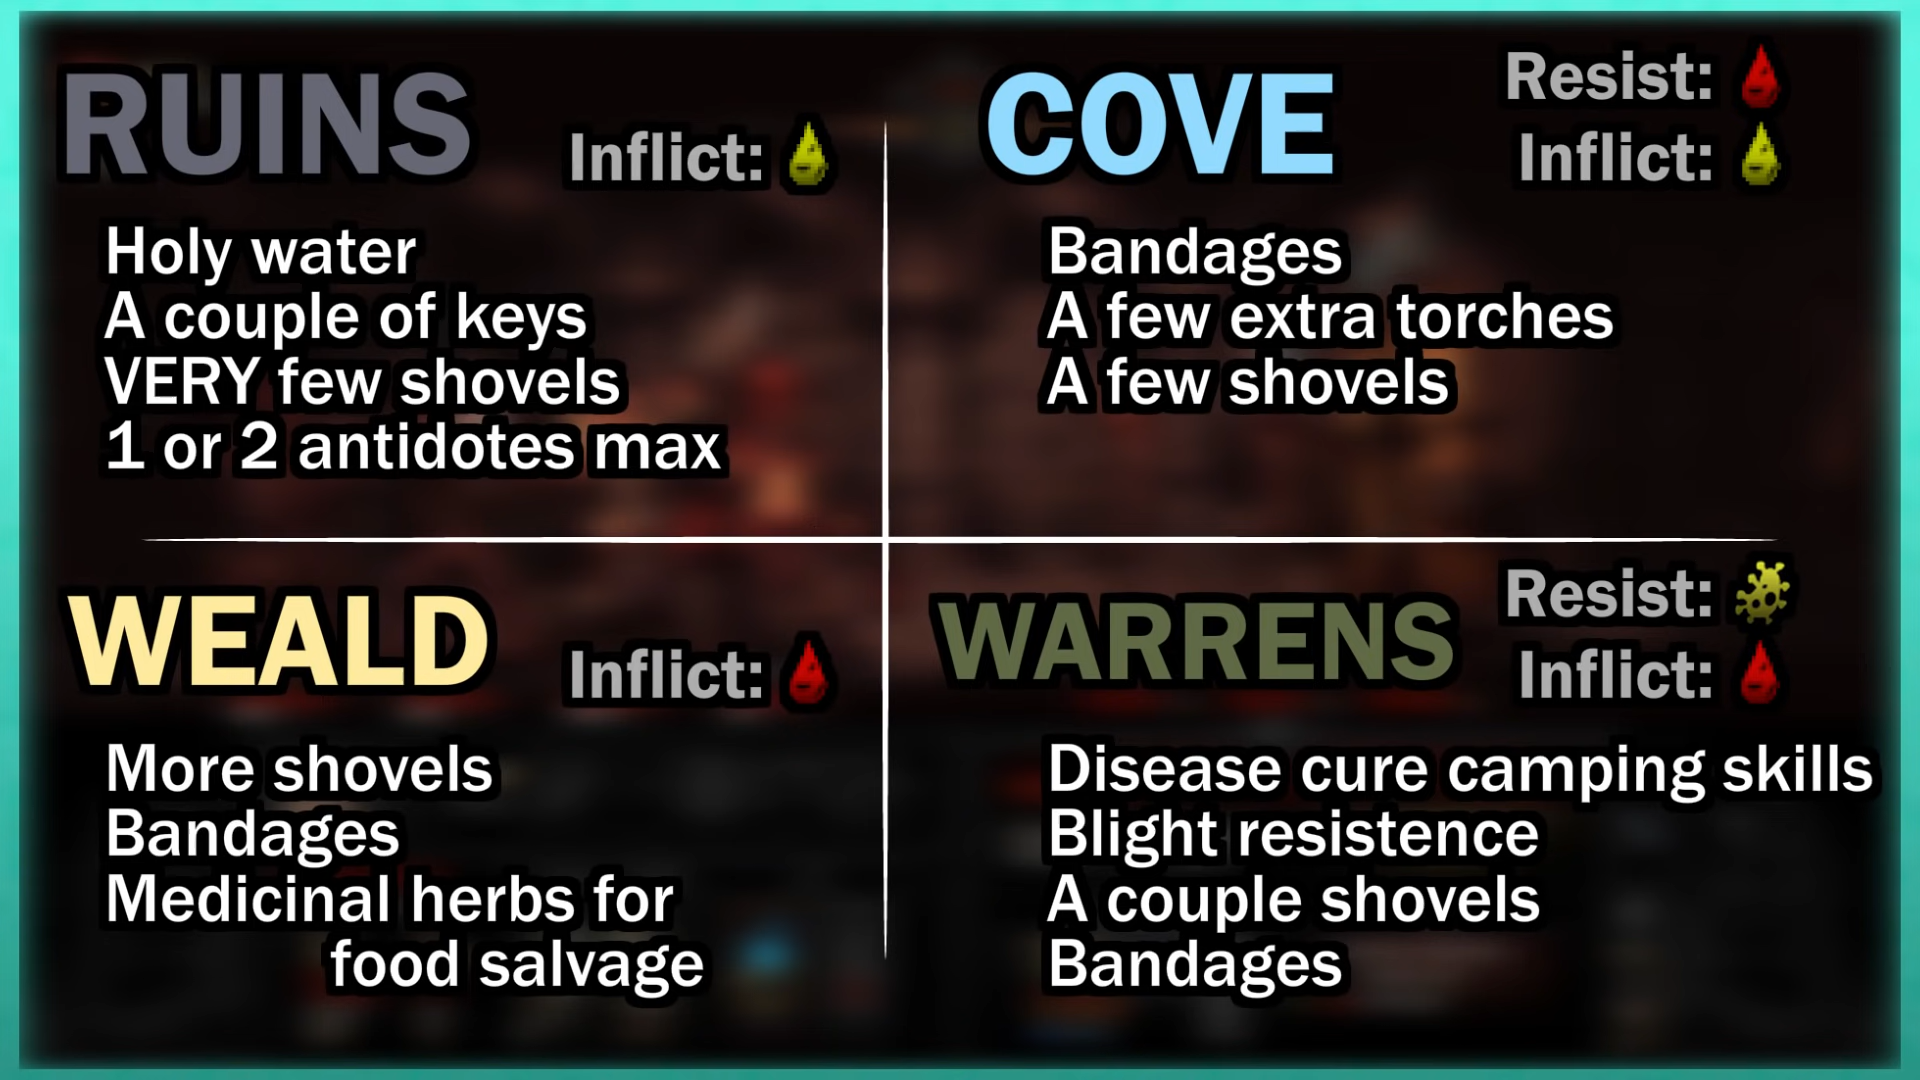 RUINS
Inflict:
Holy water
A couple of keys
VERY few shovels
1 or 2 antidotes max
COVE
Resist:
Inflict:
Bandages
A few extra torches
A few shovels
WEALD
Inflict:
More shovels
Bandages
Medicinal herbs for
food salvage
WARRENS
Resist:
Inflict:
Disease cure camping skills
Blight resistence
A couple shovels
Bandages